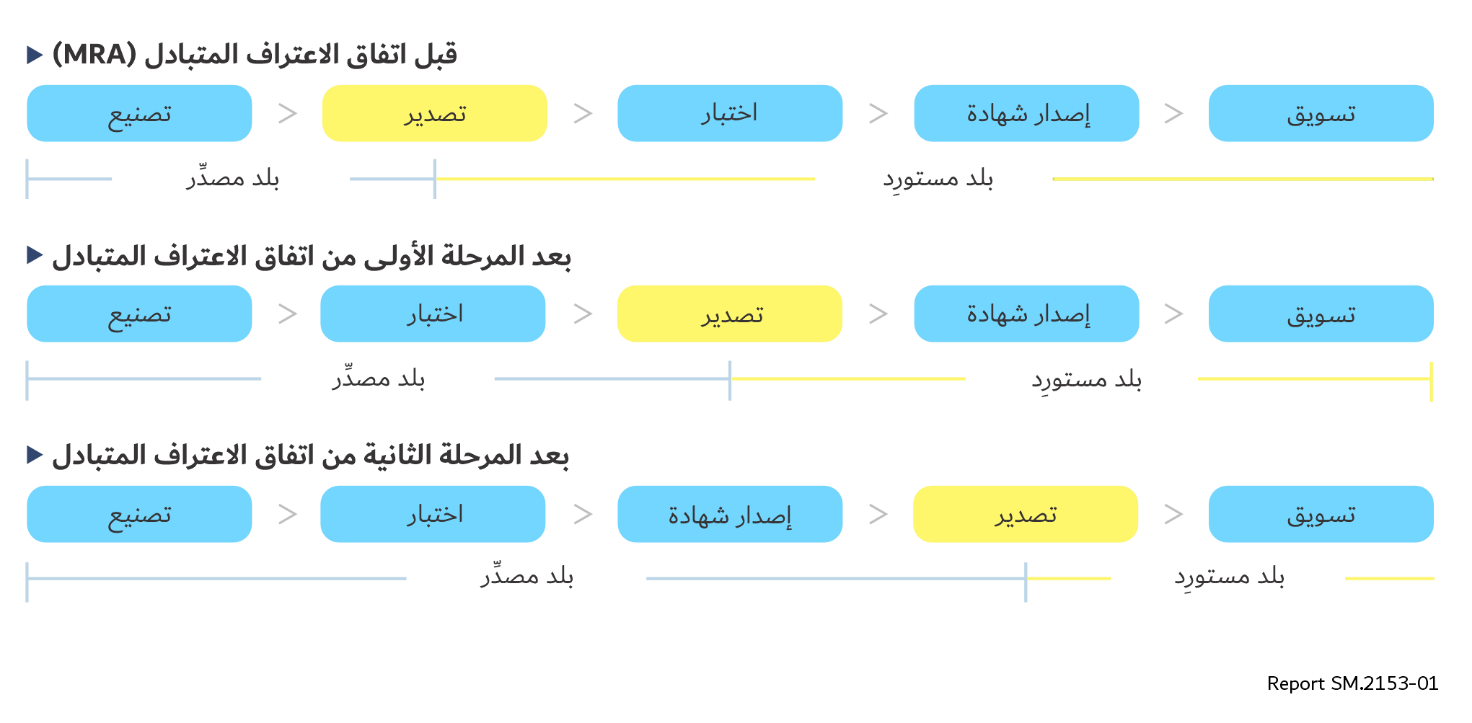 قبل اتفاق الاعتراف المتبادل (MRA)
تصنيع > تصدير > اختبار > إصدار شهادة > تسويق
بلد مصدِّر بلد مستورِد
بعد المرحلة الأولى من اتفاق الاعتراف المتبادل
تصنيع > اختبار > تصدير > إصدار شهادة > تسويق
بلد مصدِّر بلد مستورِد
بعد المرحلة الثانية من اتفاق الاعتراف المتبادل
تصنيع > اختبار > إصدار شهادة > تصدير > تسويق
بلد مصدِّر بلد مستورِد
Report SM.2153-01